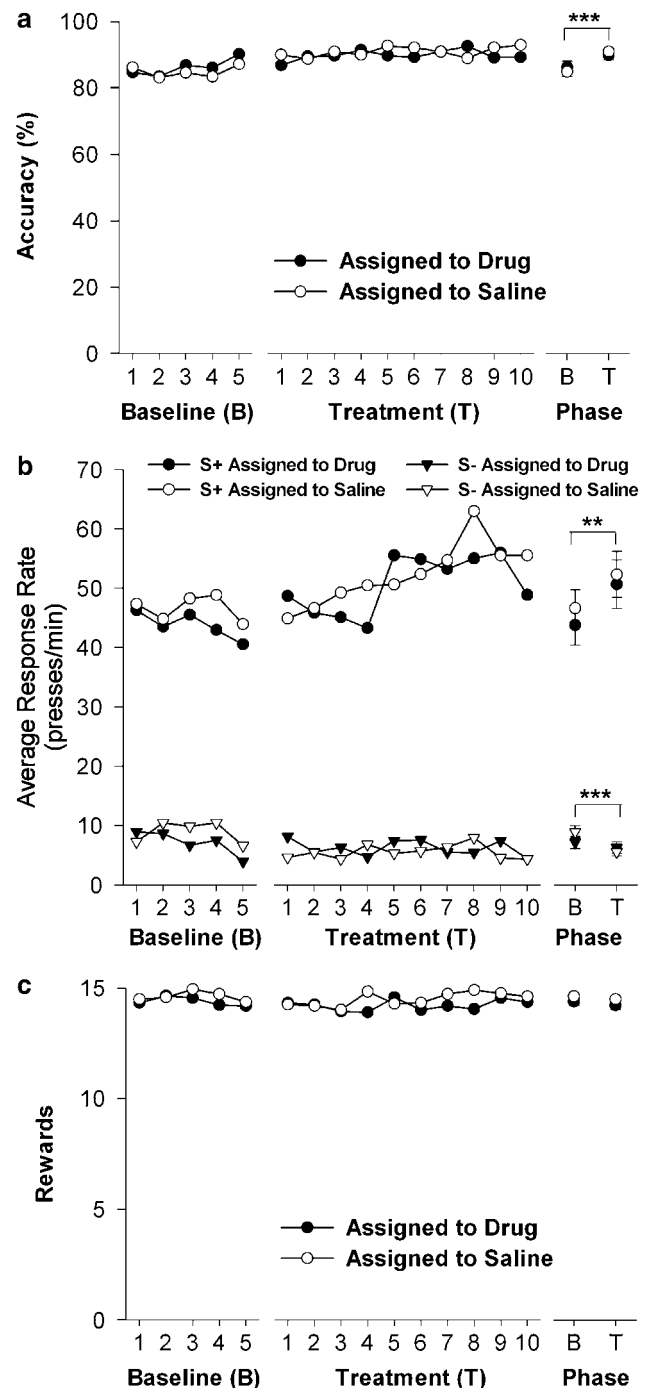 a
***
100
80
60
40
20
0
Accuracy (%)
Assigned to Drug
Assigned to Saline
1 2 3 4 5
1 2 3 4 5 6 7 8 9 10
B T
Baseline (B)
Treatment (T)
Phase
b
S+ Assigned to Drug
S- Assigned to Drug
S+ Assigned to Saline
S- Assigned to Saline
70
60
50
40
30
20
10
0
Average Response Rate
(presses/min)
**
***
1 2 3 4 5
1 2 3 4 5 6 7 8 9 10
B T
Baseline (B)
Treatment (T)
Phase
c
15
10
5
0
Rewards
Assigned to Drug
Assigned to Saline
1 2 3 4 5
1 2 3 4 5 6 7 8 9 10
B T
Baseline (B)
Treatment (T)
Phase